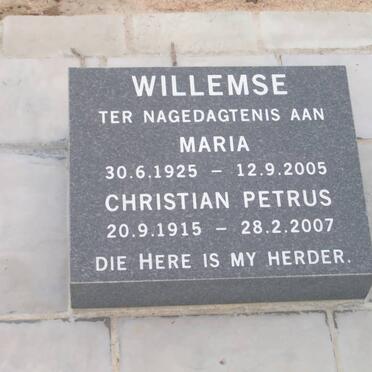 WILLEMSE
TER NAGEDAGTENIS AAN
MARIA
30.6.1925 – 12.9.2005
CHRISTIAN PETRUS
20.9.1915 – 28.2.2007
DIE HERE IS MY HERDER.